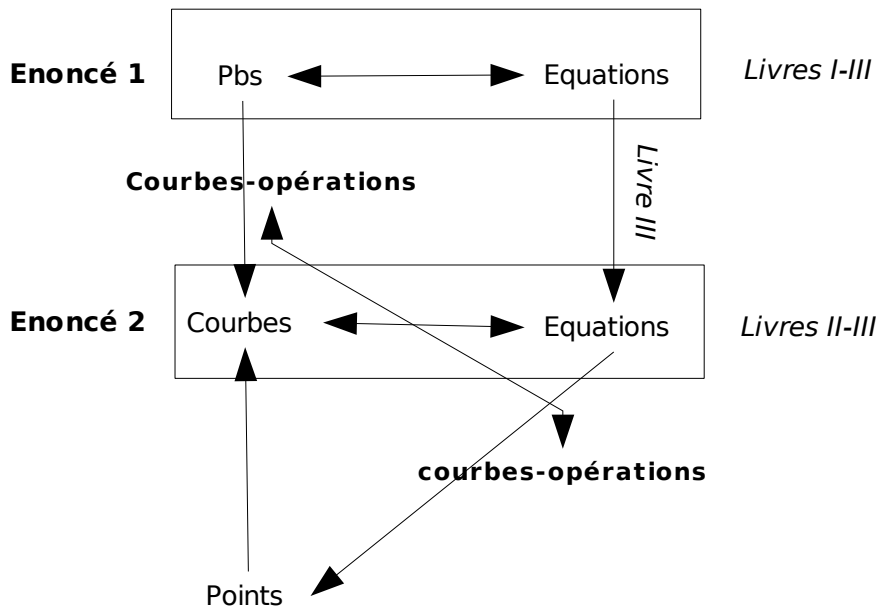 Enoncé 1
Pbs
Equations
Livres I-III
Courbes-opérations
Livre III
Enoncé 2
Courbes
Equations
Livres II-III
courbes-opérations
Points